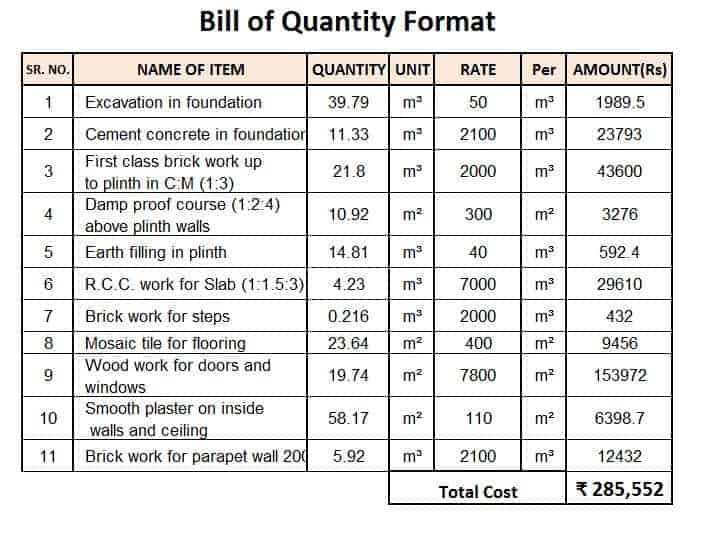 Bill of Quantity Format
SR. NO. NAME OF ITEM QUANTITY UNIT RATE Per AMOUNT(Rs)
1 Excavation in foundation 39.79 m³ 50 m³ 1989.5
2 Cement concrete in foundation 11.33 m³ 2100 m³ 23793
3 First class brick work up
to plinth in C:M (1:3) 21.8 m³ 2000 m³ 43600
4 Damp proof course (1:2:4)
above plinth walls 10.92 m² 300 m² 3276
5 Earth filling in plinth 14.81 m³ 40 m³ 592.4
6 R.C.C. work for Slab (1:1.5:3) 4.23 m³ 7000 m³ 29610
7 Brick work for steps 0.216 m³ 2000 m³ 432
8 Mosaic tile for flooring 23.64 m² 400 m² 9456
9 Wood work for doors and
windows 19.74 m² 7800 m² 153972
10 Smooth plaster on inside
walls and ceiling 58.17 m² 110 m² 6398.7
11 Brick work for parapet wall 200 5.92 m³ 2100 m³ 12432
Total Cost ₹ 285,552